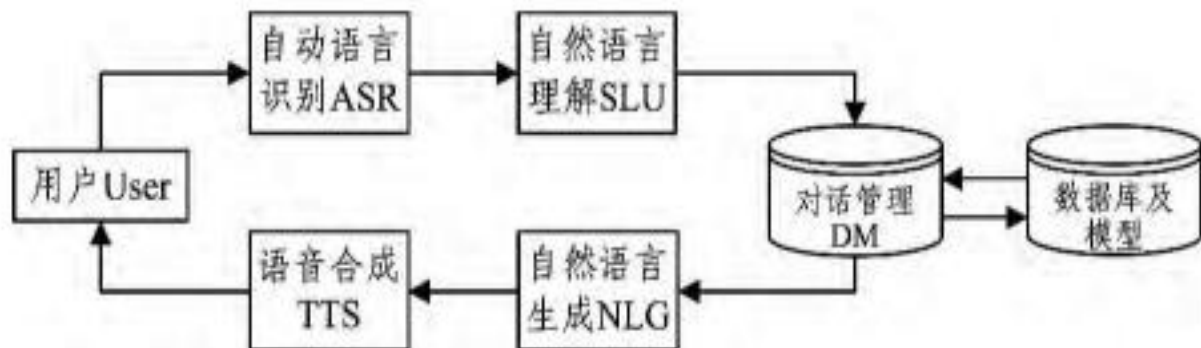 自动语言
识别ASR
自然语言
理解SLU
用户User
对话管理
DM
数据库及
模型
语音合成
TTS
自然语言
生成NLG